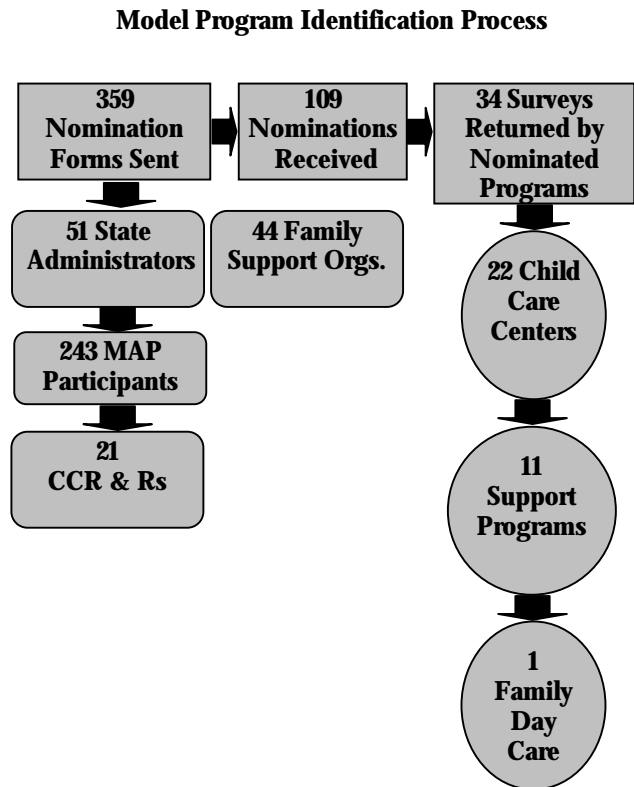 Model Program Identification Process
359
Nomination
Forms Sent
109
Nominations
Received
34 Surveys
Returned by
Nominated
Programs
51 State
Administrators
44 Family
Support Orgs.
22 Child
Care
Centers
243 MAP
Participants
21
CCR & Rs
11
Support
Programs
1
Family
Day
Care